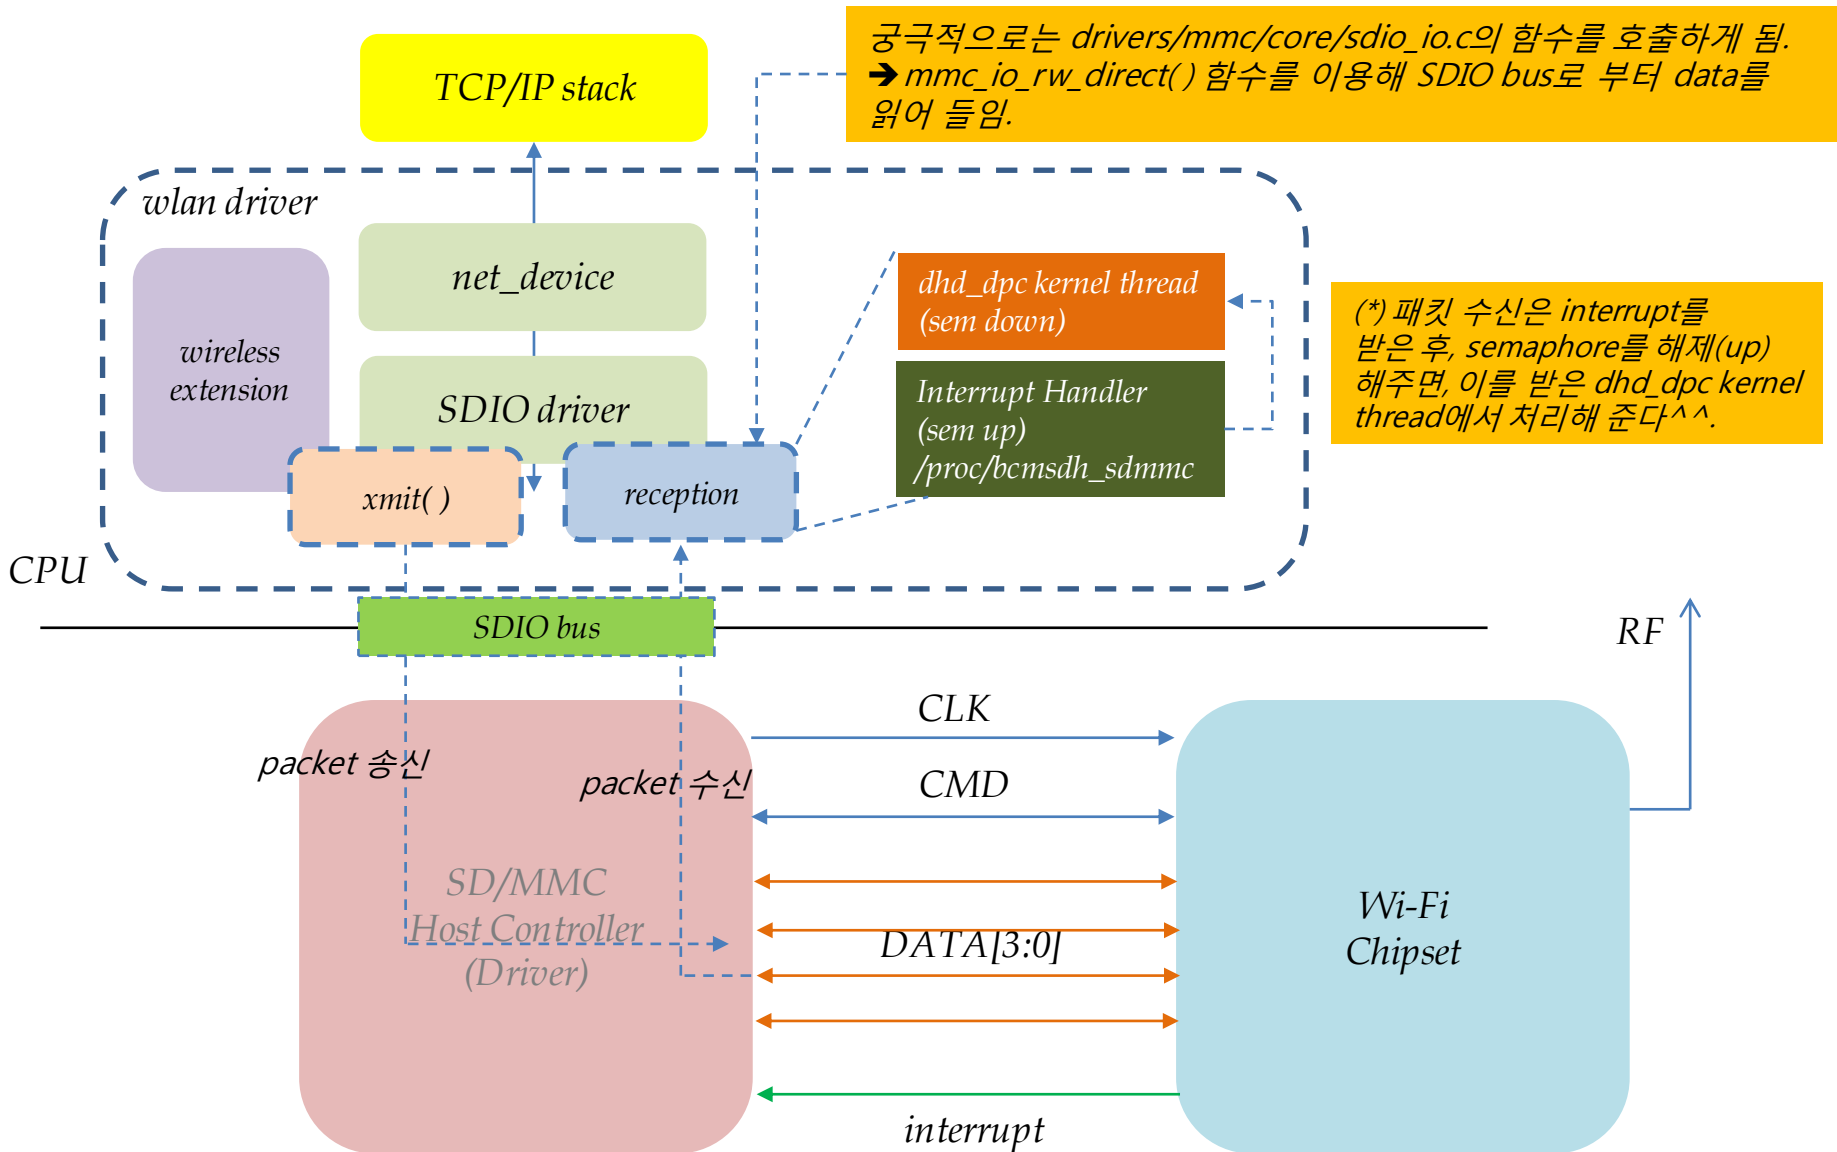 궁극적으로는 drivers/mmc/core/sdio_io.c의 함수를 호출하게 됨.
➔ mmc_io_rw_direct( ) 함수를 이용해 SDIO bus로 부터 data를
읽어 들임.
TCP/IP stack
wlan driver
net_device
wireless
extension
SDIO driver
xmit( )
reception
dhd_dpc kernel thread
(sem down)
Interrupt Handler
(sem up)
/proc/bcmsdh_sdmmc
(*) 패킷 수신은 interrupt를
받은 후, semaphore를 해제(up)
해주면, 이를 받은 dhd_dpc kernel
thread에서 처리해 준다^^.
CPU
SDIO bus
RF
packet 송신
packet 수신
CLK
CMD
SD/MMC
Host Controller
(Driver)
DATA[3:0]
Wi-Fi
Chipset
interrupt